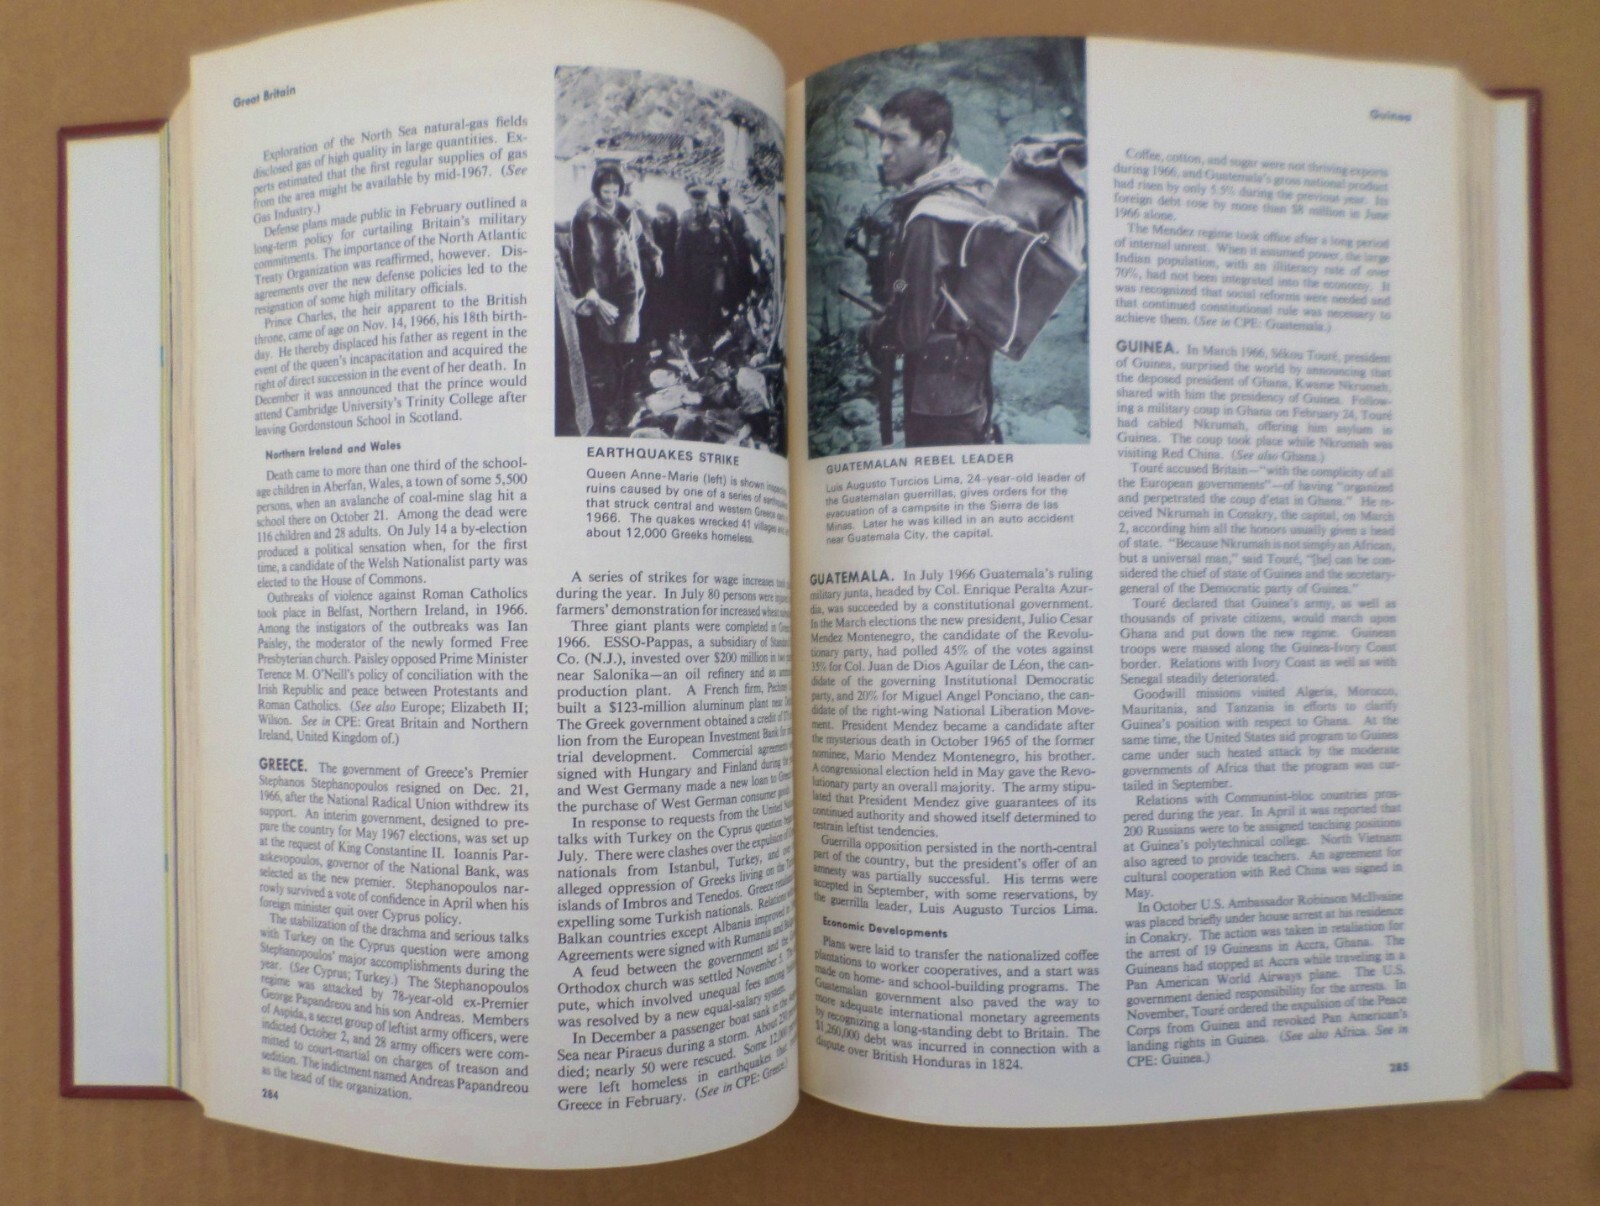 Great Britain
Exploration of the North Sea natural-gas fields
disclosed gas of high quality in large quantities. Ex-
perts estimated that the first regular supplies of gas
from the area might be available by mid-1967. (See
Gas Industry.)
Defense plans made public in February outlined a
long-term policy for curtailing Britain's military
commitments. The importance of the North Atlantic
Treaty Organization was reaffirmed, however. Dis-
agreements over the new defense policies led to the
resignation of some high military officials.
Prince Charles, the heir apparent to the British
throne, came of age on Nov. 14, 1966, his 18th birth-
day. He thereby displaced his father as regent in the
event of the queen's incapacitation and acquired the
right of direct succession in the event of her death. In
December it was announced that the prince would
attend Cambridge University's Trinity College after
leaving Gordonstoun School in Scotland.
Northern Ireland and Wales
Death came to more than one third of the school-
age children in Aberfan, Wales, a town of some 5,500
persons, when an avalanche of coal-mine slag hit a
school there on October 21. Among the dead were
116 children and 28 adults. On July 14 a by-election
produced a political sensation when, for the first
time, a candidate of the Welsh Nationalist party was
elected to the House of Commons.
Outbreaks of violence against Roman Catholics
took place in Belfast, Northern Ireland, in 1966.
Among the instigators of the outbreaks was Ian
Paisley, the moderator of the newly formed Free
Presbyterian church. Paisley opposed Prime Minister
Terence M. O'Neill's policy of conciliation with the
Irish Republic and peace between Protestants and
Roman Catholics. (See also Europe; Elizabeth II;
Wilson. See in CPE: Great Britain and Northern
Ireland, United Kingdom of.)
GREECE. The government of Greece's Premier
Stephanos Stephanopoulos resigned on Dec. 21,
1966, after the National Radical Union withdrew its
support. An interim government, designed to pre-
pare the country for May 1967 elections, was set up
at the request of King Constantine II. Ioannis Par-
askevopoulos, governor of the National Bank, was
selected as the new premier. Stephanopoulos nar-
rowly survived a vote of confidence in April when his
foreign minister quit over Cyprus policy.
The stabilization of the drachma and serious talks
with Turkey on the Cyprus question were among
Stephanopoulos' major accomplishments during the
year. (See Cyprus; Turkey.) The Stephanopoulos
regime was attacked by 78-year-old ex-Premier
George Papandreou and his son Andreas. Members
of Aspida, a secret group of leftist army officers, were
indicted October 2, and 28 army officers were com-
mitted to court-martial on charges of treason and
sedition. The indictment named Andreas Papandreou
as the head of the organization.
284
EARTHQUAKES STRIKE
Queen Anne-Marie (left) is shown
ruins caused by one of a series of
that struck central and western Greece
1966. The quakes wrecked 41 villages
about 12,000 Greeks homeless.
A series of strikes for wage increases
during the year. In July 80 persons were
farmers' demonstration for increased
Three giant plants were completed in
1966. ESSO-Pappas, a subsidiary of
Co. (N.J.), invested over $200 million in
near Salonika—an oil refinery and
production plant. A French firm,
built a $123-million aluminum plant near
The Greek government obtained a credit of
lion from the European Investment Bank
trial development. Commercial
signed with Hungary and Finland during
and West Germany made a new loan to
the purchase of West German consumer
In response to requests from the United
talks with Turkey on the Cyprus question
July. There were clashes over the expulsion of
nationals from Istanbul, Turkey, and
alleged oppression of Greeks living on the
islands of Imbros and Tenedos. Greece
expelling some Turkish nationals.
Balkan countries except Albania improved
Agreements were signed with Rumania and
A feud between the government and the
Orthodox church was settled November 5.
pute, which involved unequal fees among
was resolved by a new equal-salary system.
In December a passenger boat sank in the
Sea near Piraeus during a storm. About
died; nearly 50 were rescued. Some 12,000
were left homeless in earthquakes that
Greece in February. (See in CPE: Greece.)
GUATEMALAN REBEL LEADER
Luis Augusto Turcios Lima, 24-year-old leader of
the Guatemalan guerrillas, gives orders for the
evacuation of a campsite in the Sierra de las
Minas. Later he was killed in an auto accident
near Guatemala City, the capital.
GUATEMALA. In July 1966 Guatemala's ruling
military junta, headed by Col. Enrique Peralta Azur-
dia, was succeeded by a constitutional government.
In the March elections the new president, Julio Cesar
Mendez Montenegro, the candidate of the Revolu-
tionary party, had polled 45% of the votes against
35% for Col. Juan de Dios Aguilar de Léon, the can-
didate of the governing Institutional Democratic
party, and 20% for Miguel Angel Ponciano, the can-
didate of the right-wing National Liberation Move-
ment. President Mendez became a candidate after
the mysterious death in October 1965 of the former
nominee, Mario Mendez Montenegro, his brother.
A congressional election held in May gave the Revo-
lutionary party an overall majority. The army stipu-
lated that President Mendez give guarantees of its
continued authority and showed itself determined to
restrain leftist tendencies.
Guerrilla opposition persisted in the north-central
part of the country, but the president's offer of an
amnesty was partially successful. His terms were
accepted in September, with some reservations, by
the guerrilla leader, Luis Augusto Turcios Lima.
Economic Developments
Plans were laid to transfer the nationalized coffee
plantations to worker cooperatives, and a start was
made on home- and school-building programs. The
Guatemalan government also paved the way to
more adequate international monetary agreements
by recognizing a long-standing debt to Britain. The
$1,260,000 debt was incurred in connection with a
dispute over British Honduras in 1824.
Guinea
Coffee, cotton, and sugar were not thriving exports
during 1966, and Guatemala's gross national product
had risen by only 5.5% during the previous year. Its
foreign debt rose by more than $8 million in June
1966 alone.
The Mendez regime took office after a long period
of internal unrest. When it assumed power, the large
Indian population, with an illiteracy rate of over
70%, had not been integrated into the economy. It
was recognized that social reforms were needed and
that continued constitutional rule was necessary to
achieve them. (See in CPE: Guatemala.)
GUINEA. In March 1966, Sékou Touré, president
of Guinea, surprised the world by announcing that
the deposed president of Ghana, Kwame Nkrumah,
shared with him the presidency of Guinea. Follow-
ing a military coup in Ghana on February 24, Touré
had cabled Nkrumah, offering him asylum in
Guinea. The coup took place while Nkrumah was
visiting Red China. (See also Ghana.)
Touré accused Britain—"with the complicity of all
the European governments"—of having "organized
and perpetrated the coup d'etat in Ghana." He re-
ceived Nkrumah in Conakry, the capital, on March
2, according him all the honors usually given a head
of state. "Because Nkrumah is not simply an African,
but a universal man," said Touré, "[he] can be con-
sidered the chief of state of Guinea and the secretary-
general of the Democratic party of Guinea."
Touré declared that Guinea's army, as well as
thousands of private citizens, would march upon
Ghana and put down the new regime. Guinean
troops were massed along the Guinea-Ivory Coast
border. Relations with Ivory Coast as well as with
Senegal steadily deteriorated.
Goodwill missions visited Algeria, Morocco,
Mauritania, and Tanzania in efforts to clarify
Guinea's position with respect to Ghana. At the
same time, the United States aid program to Guinea
came under such heated attack by the moderate
governments of Africa that the program was cur-
tailed in September.
Relations with Communist-bloc countries pros-
pered during the year. In April it was reported that
200 Russians were to be assigned teaching positions
at Guinea's polytechnical college. North Vietnam
also agreed to provide teachers. An agreement for
cultural cooperation with Red China was signed in
May.
In October U.S. Ambassador Robinson McIlvaine
was placed briefly under house arrest at his residence
in Conakry. The action was taken in retaliation for
the arrest of 19 Guineans in Accra, Ghana. The
Guineans had stopped at Accra while traveling in a
Pan American World Airways plane. The U.S.
government denied responsibility for the arrests. In
November, Touré ordered the expulsion of the Peace
Corps from Guinea and revoked Pan American's
landing rights in Guinea. (See also Africa. See in
CPE: Guinea.)
285